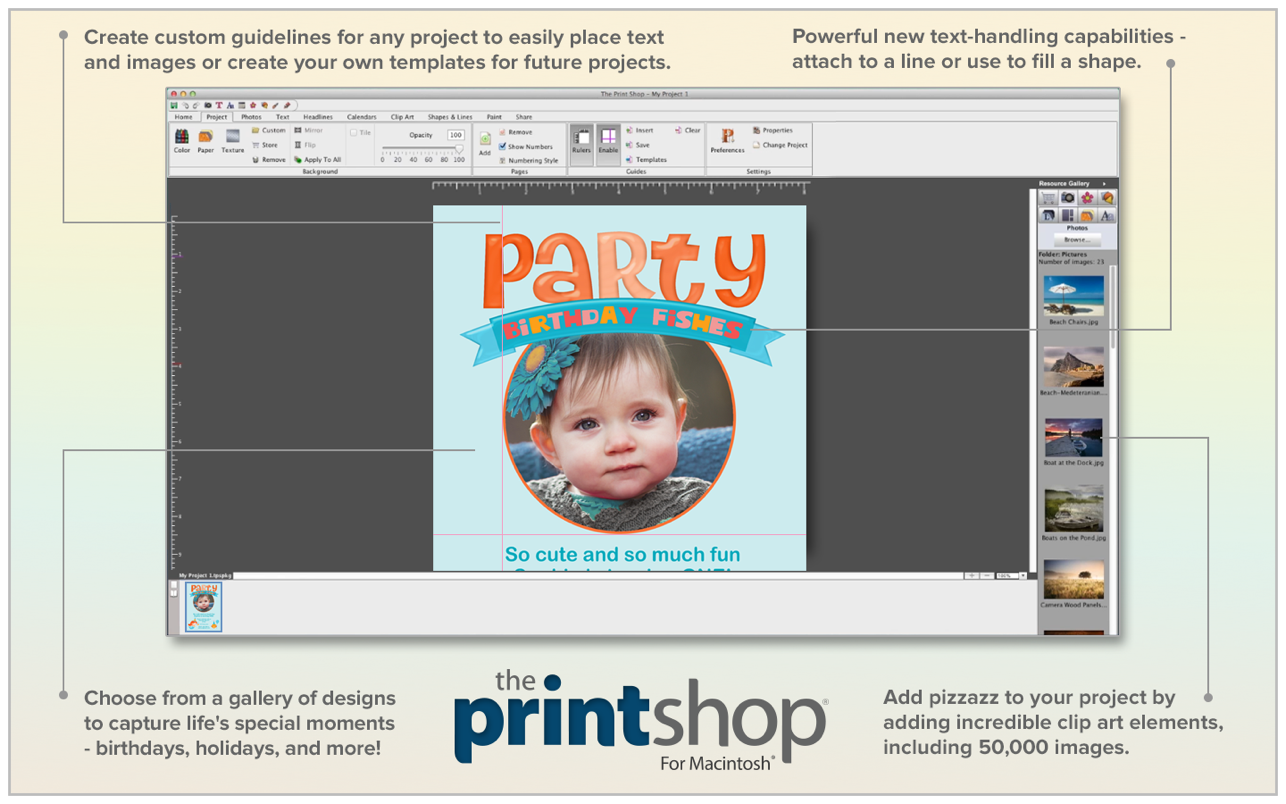 Create custom guidelines for any project to easily place text
and images or create your own templates for future projects.
Powerful new text-handling capabilities -
attach to a line or use to fill a shape.
The Print Shop - My Project 1
Home Project Photos Text Headlines Calendars Clip Art Shapes & Lines Paint Share
Custom Mirror Tile Opacity 100 Remove Insert Clear Properties
Color Paper Texture Store Flip Add Show Numbers Rulers Enable Save Preferences Change Project
Remove Apply To All 0 20 40 60 80 100 Numbering Style Templates
Background Pages Guides Settings
Resource Gallery
Photos
Browse...
Folder: Pictures
Number of images: 23
Beach Chairs.jpg
Beach-Medeteranian...
Boat at the Dock.jpg
Boats on the Pond.jpg
Camera Wood Panels...
PARTY
BIRTHDAY FISHES
So cute and so much fun
My Project 1.lpspkg
100%
PARTY
Choose from a gallery of designs
to capture life's special moments
- birthdays, holidays, and more!
the
printshop®
For Macintosh®
Add pizzazz to your project by
adding incredible clip art elements,
including 50,000 images.